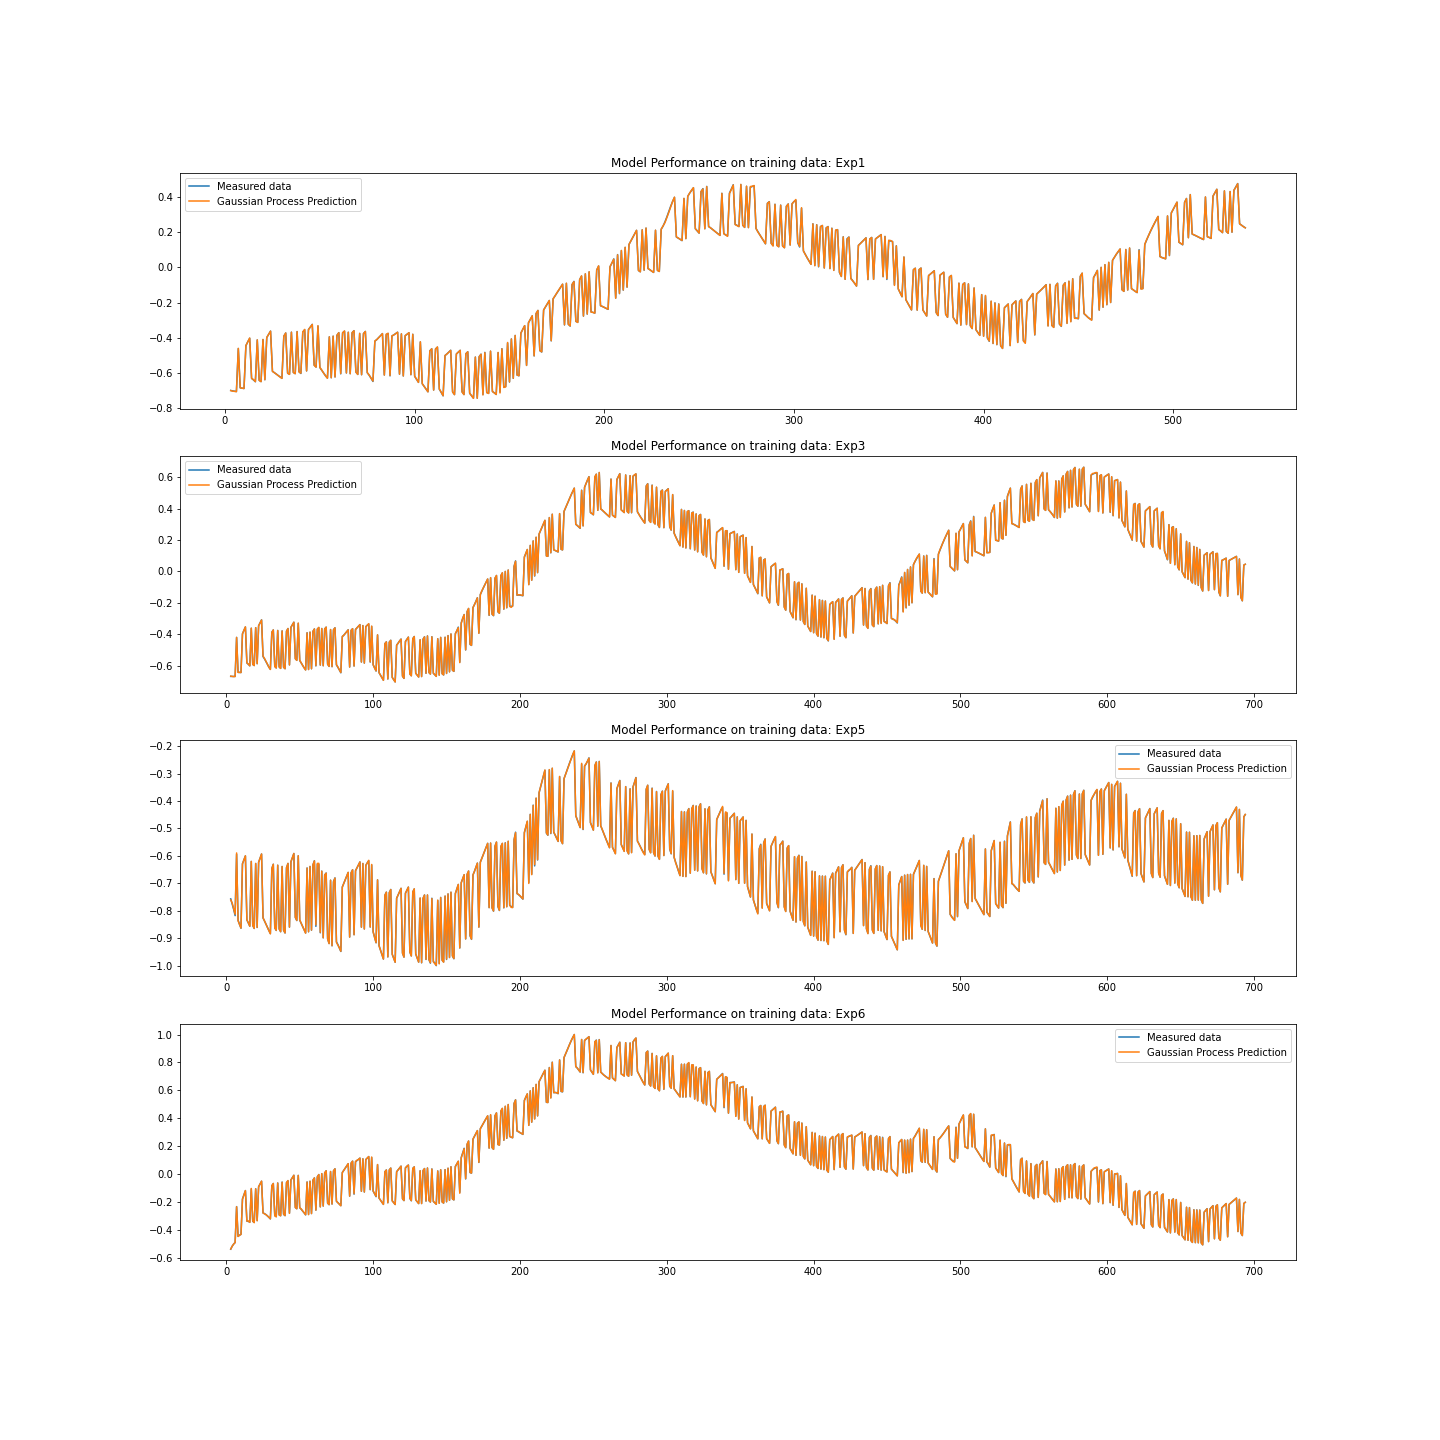 Model Performance on training data: Exp1
Measured data
Gaussian Process Prediction
0.4
0.2
0.0
−0.2
−0.4
−0.6
−0.8
0 100 200 300 400 500
Model Performance on training data: Exp3
Measured data
Gaussian Process Prediction
0.6
0.4
0.2
0.0
−0.2
−0.4
−0.6
0 100 200 300 400 500 600 700
Model Performance on training data: Exp5
Measured data
Gaussian Process Prediction
−0.2
−0.3
−0.4
−0.5
−0.6
−0.7
−0.8
−0.9
−1.0
0 100 200 300 400 500 600 700
Model Performance on training data: Exp6
Measured data
Gaussian Process Prediction
1.0
0.8
0.6
0.4
0.2
0.0
−0.2
−0.4
−0.6
0 100 200 300 400 500 600 700